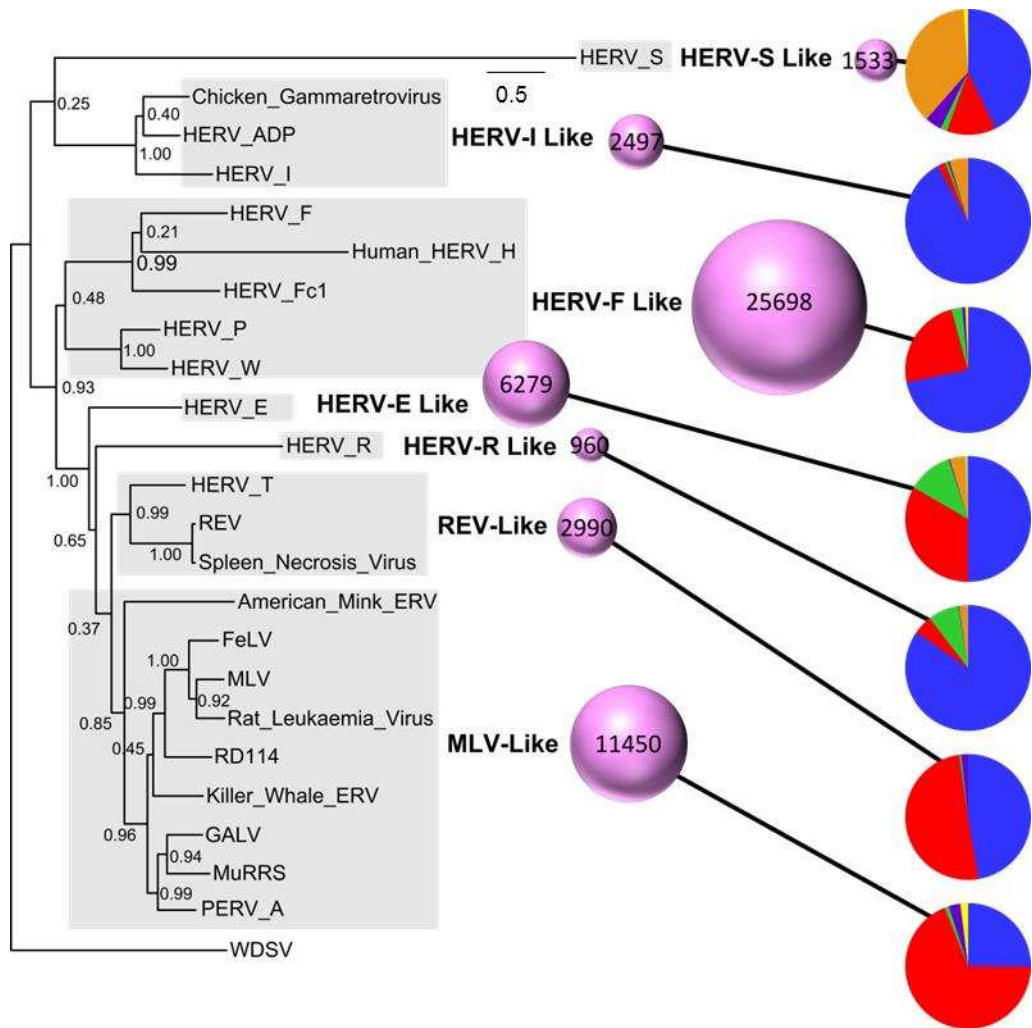 HERV_S
HERV-S Like
1533
0.5
0.25
Chicken_Gammaretrovirus
0.40
HERV_ADP
HERV-I Like
2497
1.00
HERV_I
HERV_F
0.21
Human_HERV_H
0.99
HERV_Fc1
HERV-F Like
25698
0.48
HERV_P
1.00
HERV_W
0.93
HERV_E
HERV-E Like
6279
HERV_R
HERV-R Like
960
1.00
HERV_T
0.99
REV
REV-Like
2990
0.65
1.00
Spleen_Necrosis_Virus
American_Mink_ERV
0.37
FeLV
1.00
MLV
0.92
0.99
Rat_Leukaemia_Virus
0.85
0.45
RD114
MLV-Like
11450
Killer_Whale_ERV
0.96
GALV
0.94
MuRRS
0.99
PERV_A
WDSV